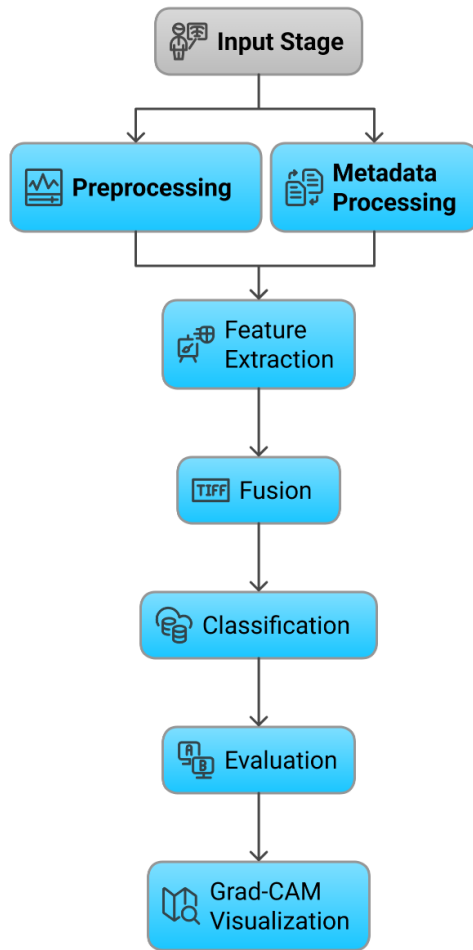 Input Stage
Preprocessing
Metadata
Processing
Feature
Extraction
TIFF
Fusion
Classification
A
B
Evaluation
Grad-CAM
Visualization